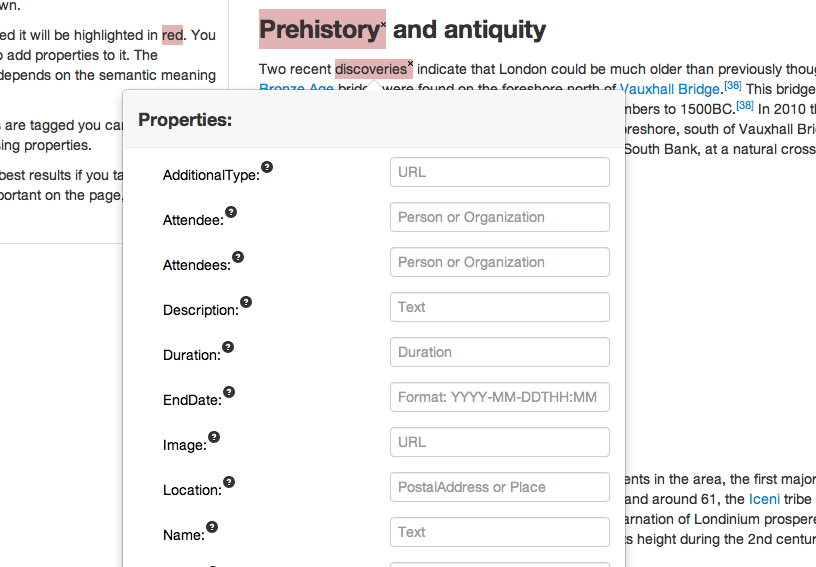 wn.
ed it will be highlighted in red. You
o add properties to it. The
depends on the semantic meaning
s are tagged you can
sing properties.
best results if you ta
portant on the page,
Prehistory× and antiquity
Two recent discoveries× indicate that London could be much older than previously thou
Bronze Age bridge were found on the foreshore north of Vauxhall Bridge.[38] This bridge
mbers to 1500BC.[38] In 2010 th
oreshore, south of Vauxhall Bri
South Bank, at a natural cross
Properties:
AdditionalType:? URL
Attendee:? Person or Organization
Attendees:? Person or Organization
Description:? Text
Duration:? Duration
EndDate:? Format: YYYY-MM-DDTHH:MM
Image:? URL
Location:? PostalAddress or Place
Name:? Text
ents in the area, the first major
and around 61, the Iceni tribe
arnation of Londinium prospere
ts height during the 2nd centur